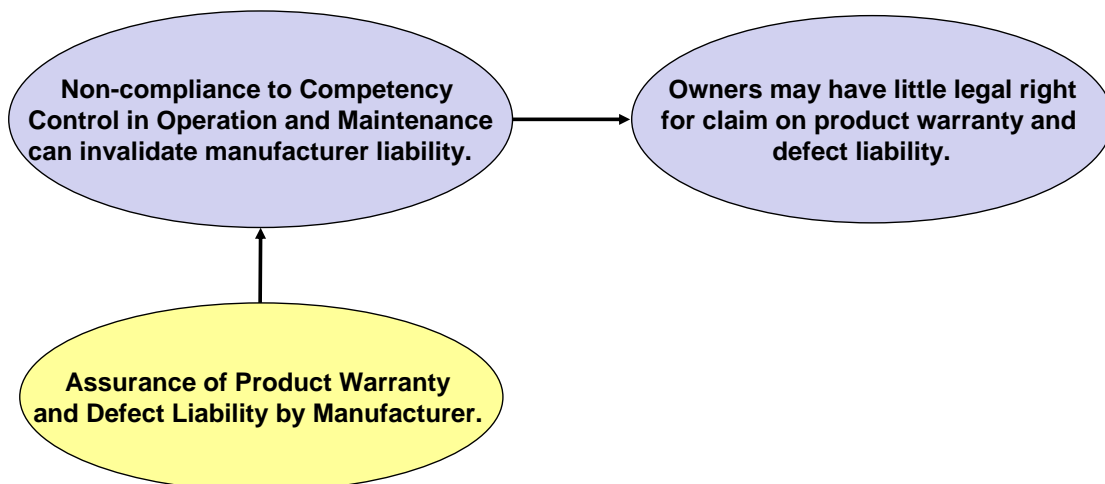 Non-compliance to Competency
Control in Operation and Maintenance
can invalidate manufacturer liability.
Owners may have little legal right
for claim on product warranty and
defect liability.
Assurance of Product Warranty
and Defect Liability by Manufacturer.